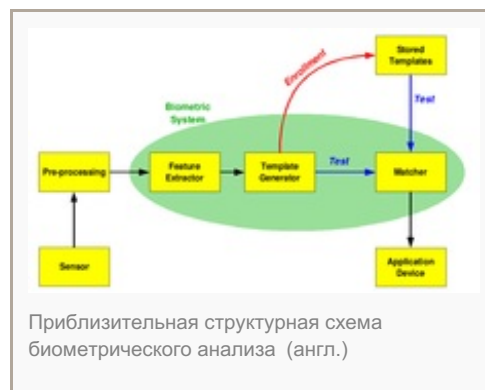 Stored
Templates
Enrollment
Test
Biometric
System
Pre-processing
Feature
Extractor
Template
Generator
Test
Matcher
Sensor
Application
Device
Приблизительная структурная схема
биометрического анализа (англ.)